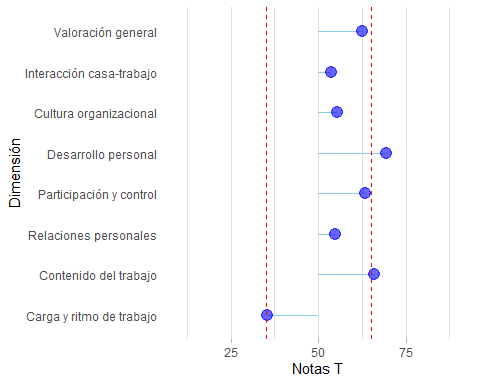 Valoración general
Interacción casa-trabajo
Cultura organizacional
Desarrollo personal
Participación y control
Relaciones personales
Contenido del trabajo
Carga y ritmo de trabajo
Dimensión
25 50 75
Notas T